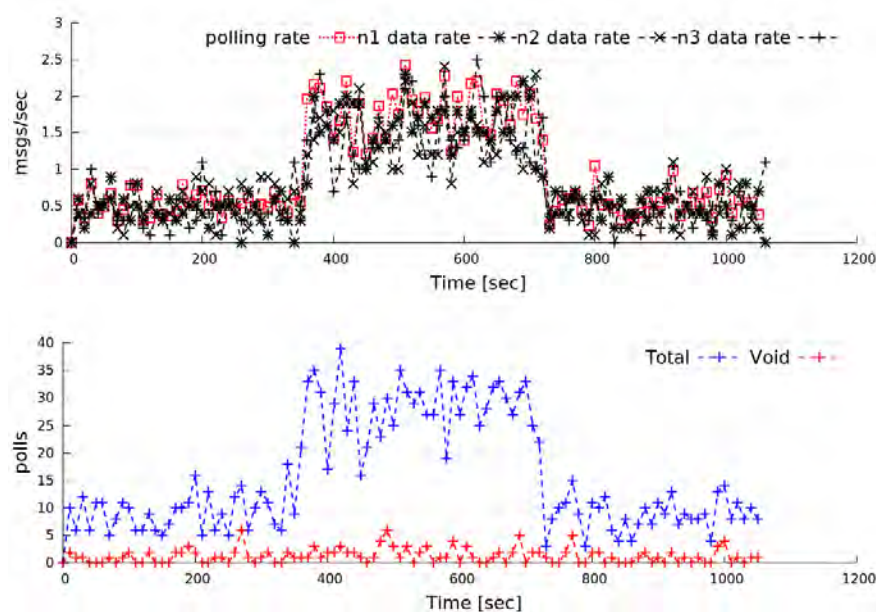 3
polling rate n1 data rate n2 data rate n3 data rate
2.5
2
1.5
1
0.5
0
msgs/sec
0 200 400 600 800 1000 1200
Time [sec]
40
Total Void
35
30
25
20
15
10
5
0
polls
0 200 400 600 800 1000 1200
Time [sec]